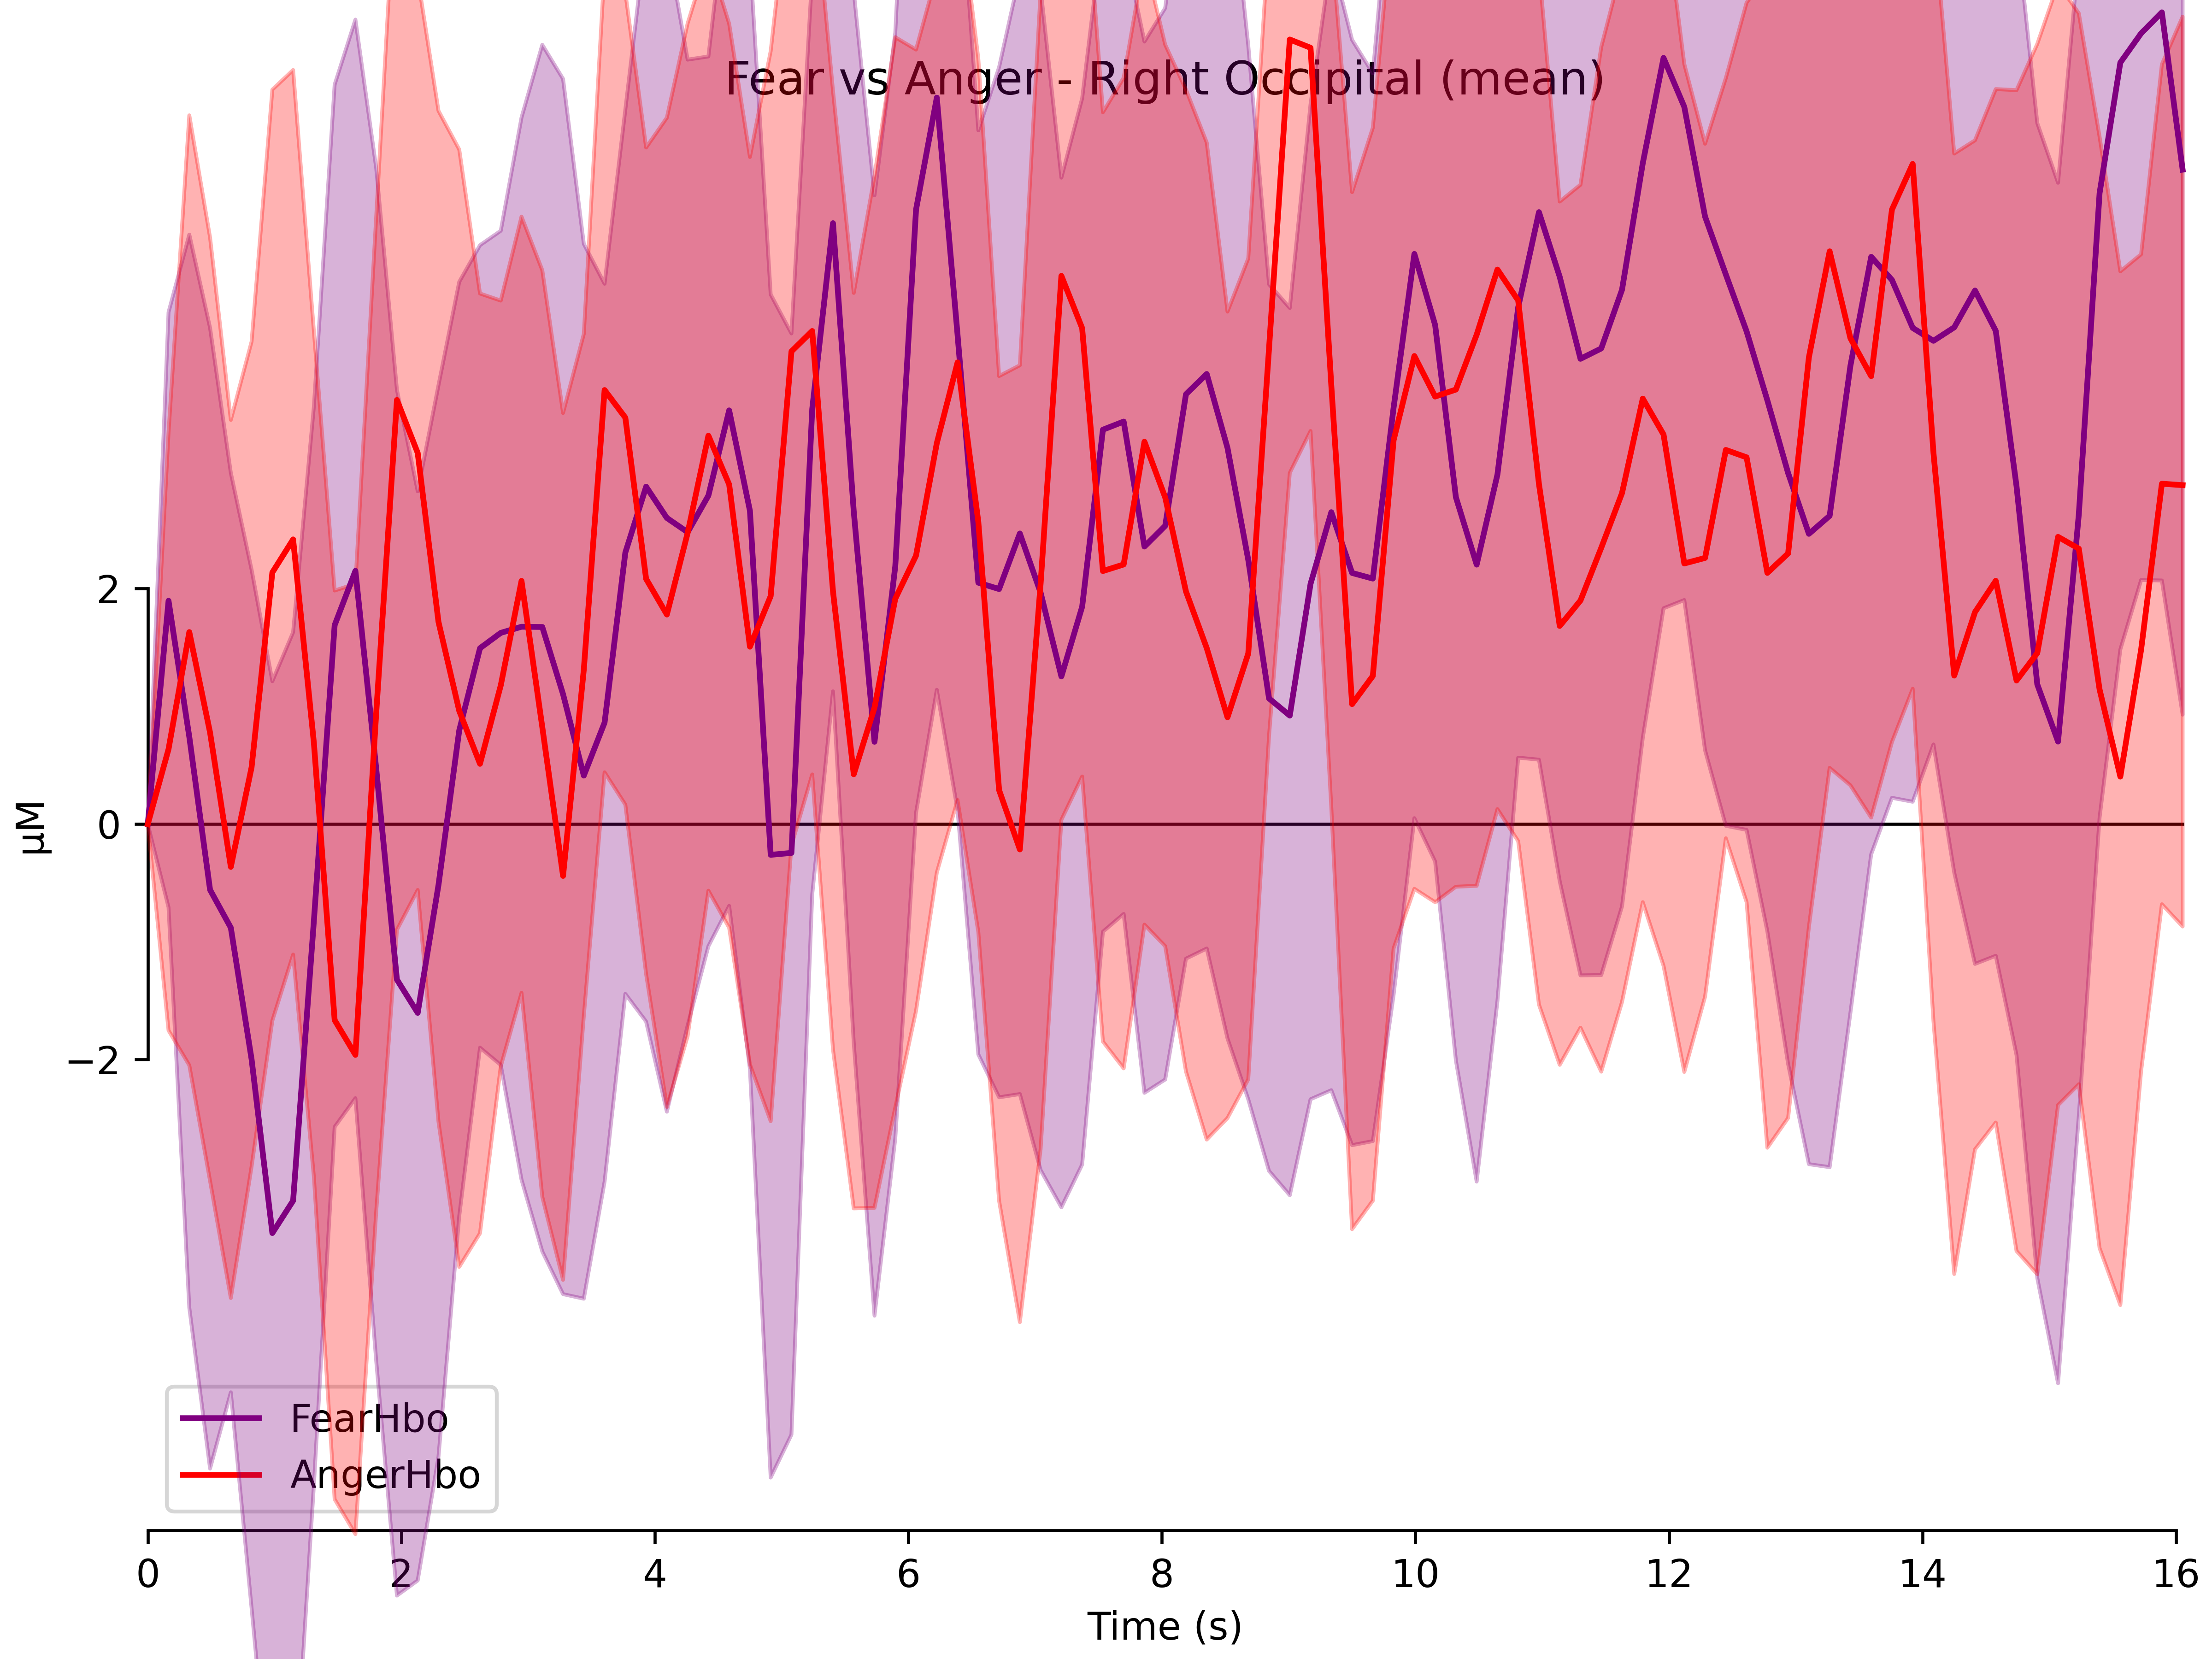 Fear vs Anger - Right Occipital (mean)
µM
2
0
−2
FearHbo
AngerHbo
0 2 4 6 8 10 12 14 16
Time (s)